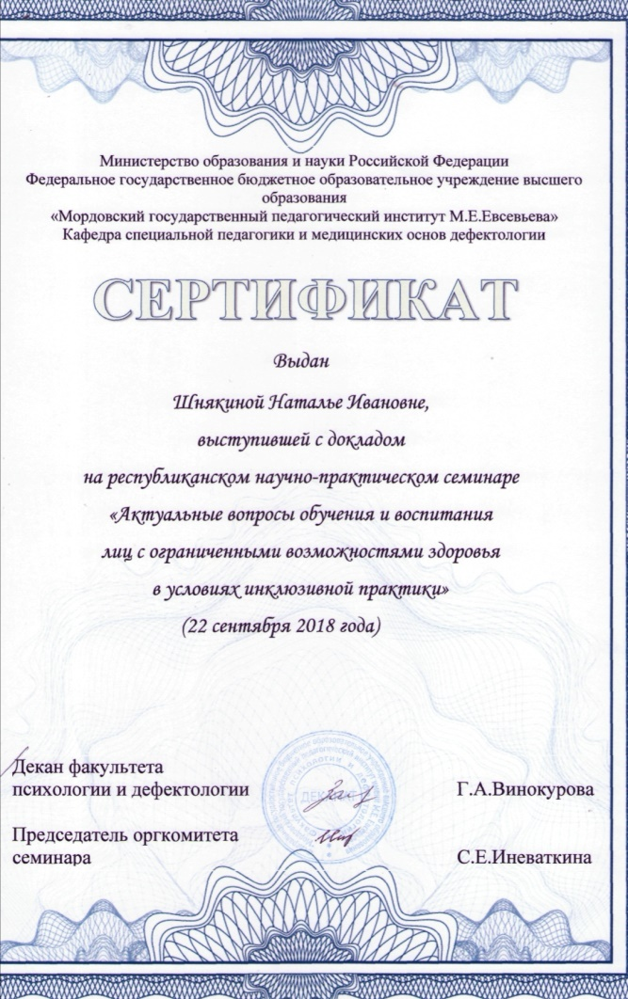 Министерство образования и науки Российской Федерации
Федеральное государственное бюджетное образовательное учреждение высшего
образования
«Мордовский государственный педагогический институт М.Е.Евсевьева»
Кафедра специальной педагогики и медицинских основ дефектологии
СЕРТИФИКАТ
Выдан
Шнякиной Наталье Ивановне,
выступившей с докладом
на республиканском научно-практическом семинаре
«Актуальные вопросы обучения и воспитания
лиц с ограниченными возможностями здоровья
в условиях инклюзивной практики»
(22 сентября 2018 года)
Декан факультета
психологии и дефектологии
Г.А.Винокурова
Председатель оргкомитета
семинара
С.Е.Иневаткина